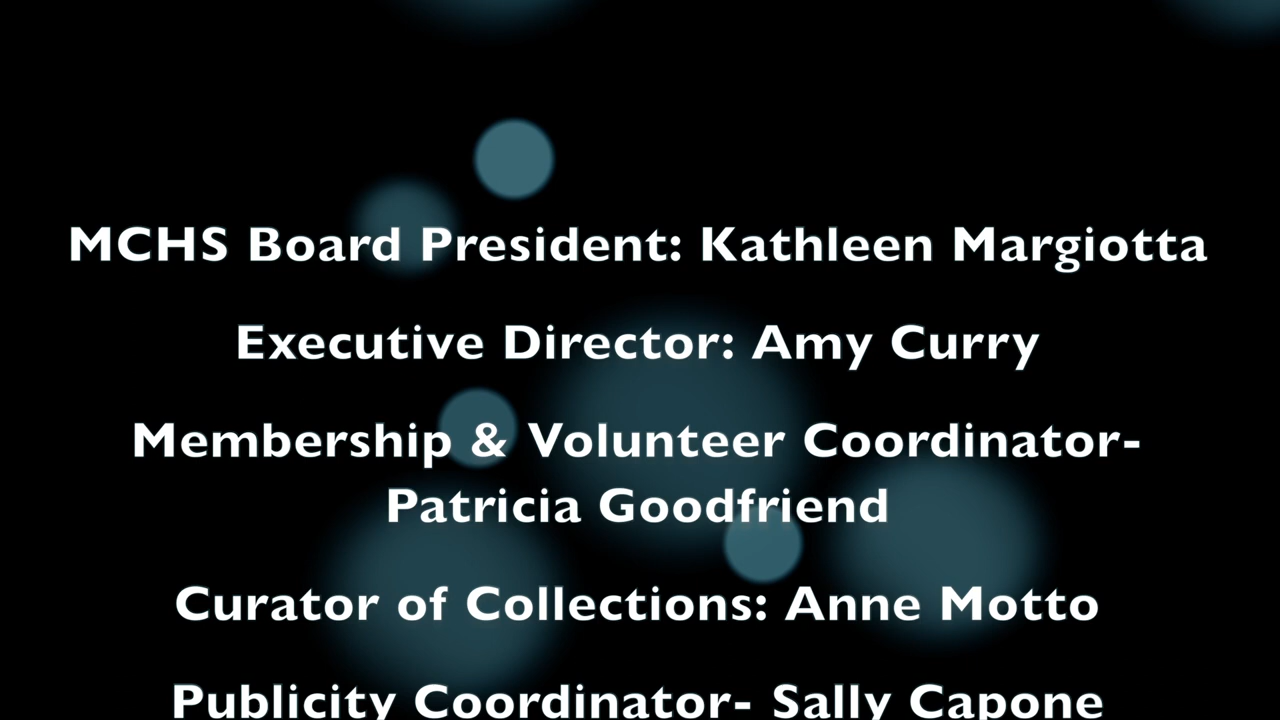 MCHS Board President: Kathleen Margiotta
Executive Director: Amy Curry
Membership & Volunteer Coordinator-
Patricia Goodfriend
Curator of Collections: Anne Motto
Publicity Coordinator- Sally Capone